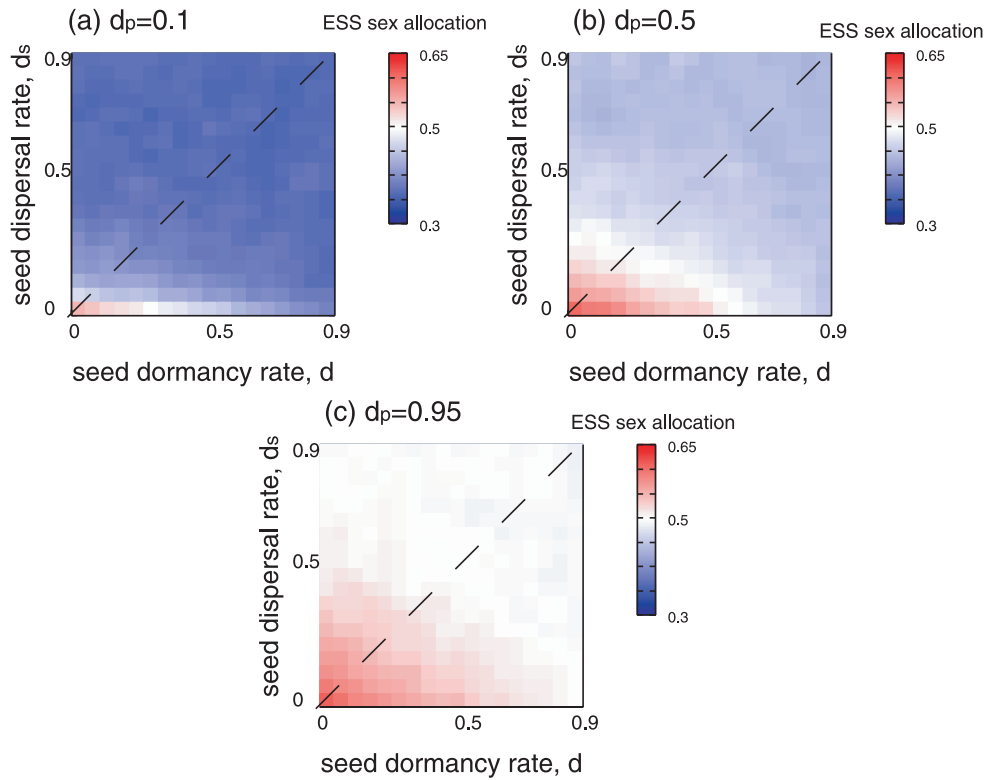 (a) dp=0.1
ESS sex allocation
0.65
0.5
0.3
seed dispersal rate, ds
0.9
0.5
0
0
0.5
0.9
seed dormancy rate, d
(b) dp=0.5
ESS sex allocation
0.65
0.5
0.3
seed dispersal rate, ds
0.9
0.5
0
0
0.5
0.9
seed dormancy rate, d
(c) dp=0.95
ESS sex allocation
0.65
0.5
0.3
seed dispersal rate, ds
0.9
0.5
0
0
0.5
0.9
seed dormancy rate, d